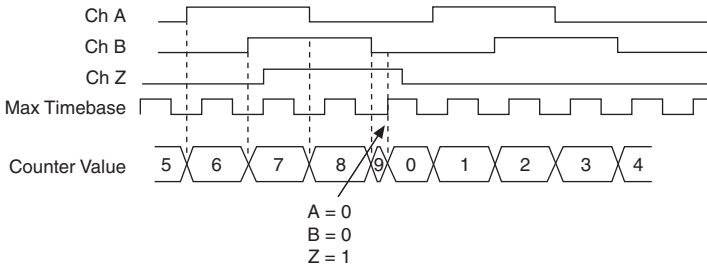 Ch A
Ch B
Ch Z
Max Timebase
Counter Value 5 6 7 8 9 0 1 2 3 4
A = 0
B = 0
Z = 1